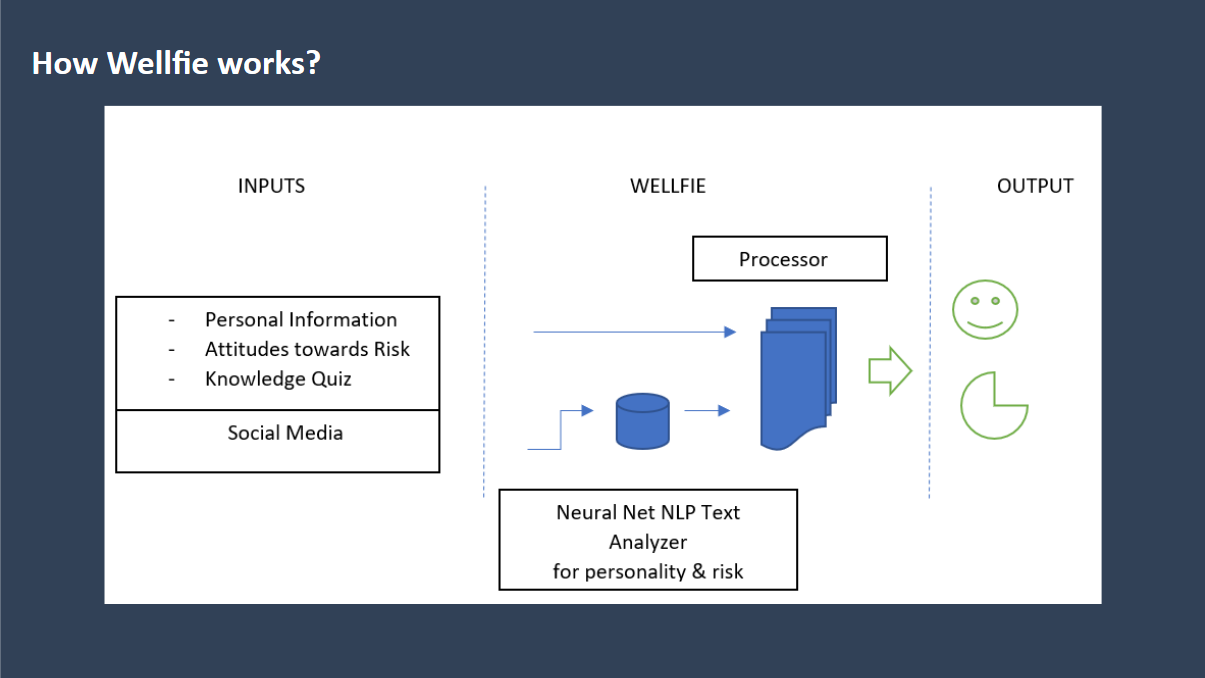 How Wellfie works?
INPUTS
WELLFIE
OUTPUT
Processor
- Personal Information
- Attitudes towards Risk
- Knowledge Quiz
Social Media
Neural Net NLP Text
Analyzer
for personality & risk